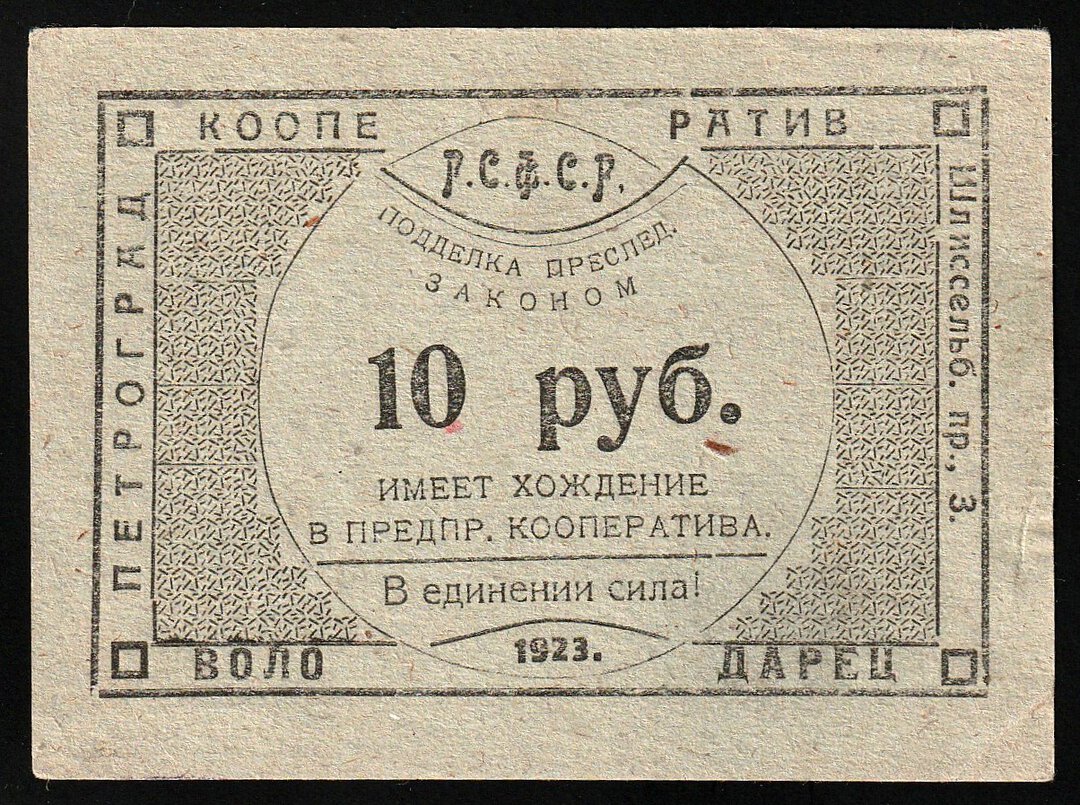 КООПЕ РАТИВ
Р.С.Ф.С.Р.
ПОДДЕЛКА ПРЕСЛЕД.
ЗАКОНОМ
10 руб.
ИМЕЕТ ХОЖДЕНИЕ
В ПРЕДПР. КООПЕРАТИВА.
В единении сила!
1923.
ВОЛО ДАРЕЦ
ПЕТРОГРАД
Шлиссельб. пр., 3.